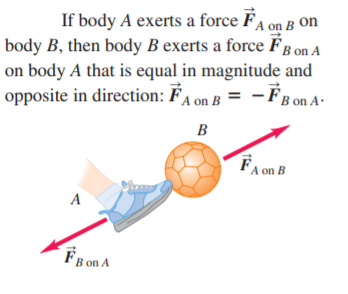 If body A exerts a force F⃗A on B on
body B, then body B exerts a force F⃗B on A
on body A that is equal in magnitude and
opposite in direction: F⃗A on B = −F⃗B on A.
B
F⃗A on B
A
F⃗B on A